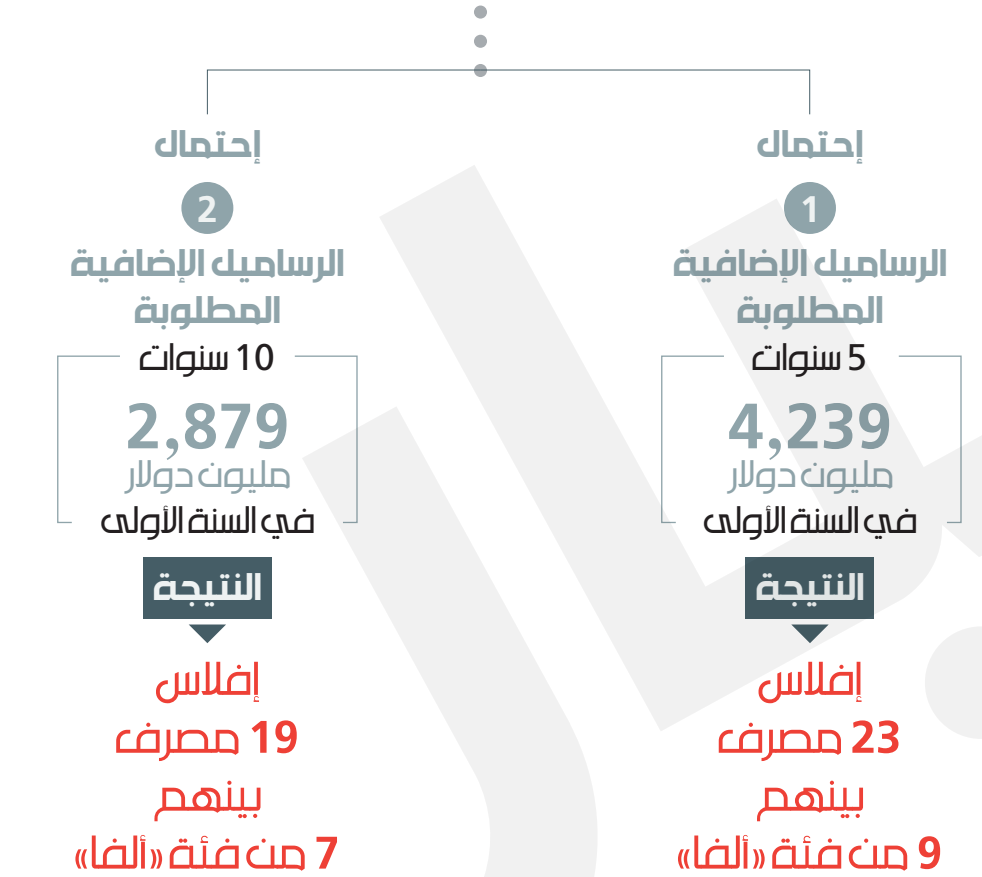 إحتمال
1
الرساميل الإضافية
المطلوبة
5 سنوات
4,239
مليون دولار
في السنة الأولى
النتيجة
إفلاس
23 مصرف
بينهم
9 من فئة «ألفا»
إحتمال
2
الرساميل الإضافية
المطلوبة
10 سنوات
2,879
مليون دولار
في السنة الأولى
النتيجة
إفلاس
19 مصرف
بينهم
7 من فئة «ألفا»